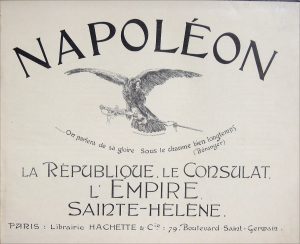 NAPOLÉON
On parlera de sa gloire Sous le chaume bien longtemps.
(Béranger)
LA RÉPUBLIQUE, LE CONSULAT,
L'EMPIRE,
SAINTE-HÉLÈNE.
PARIS : Librairie HACHETTE & Cie : 79, Boulevard Saint-Germain